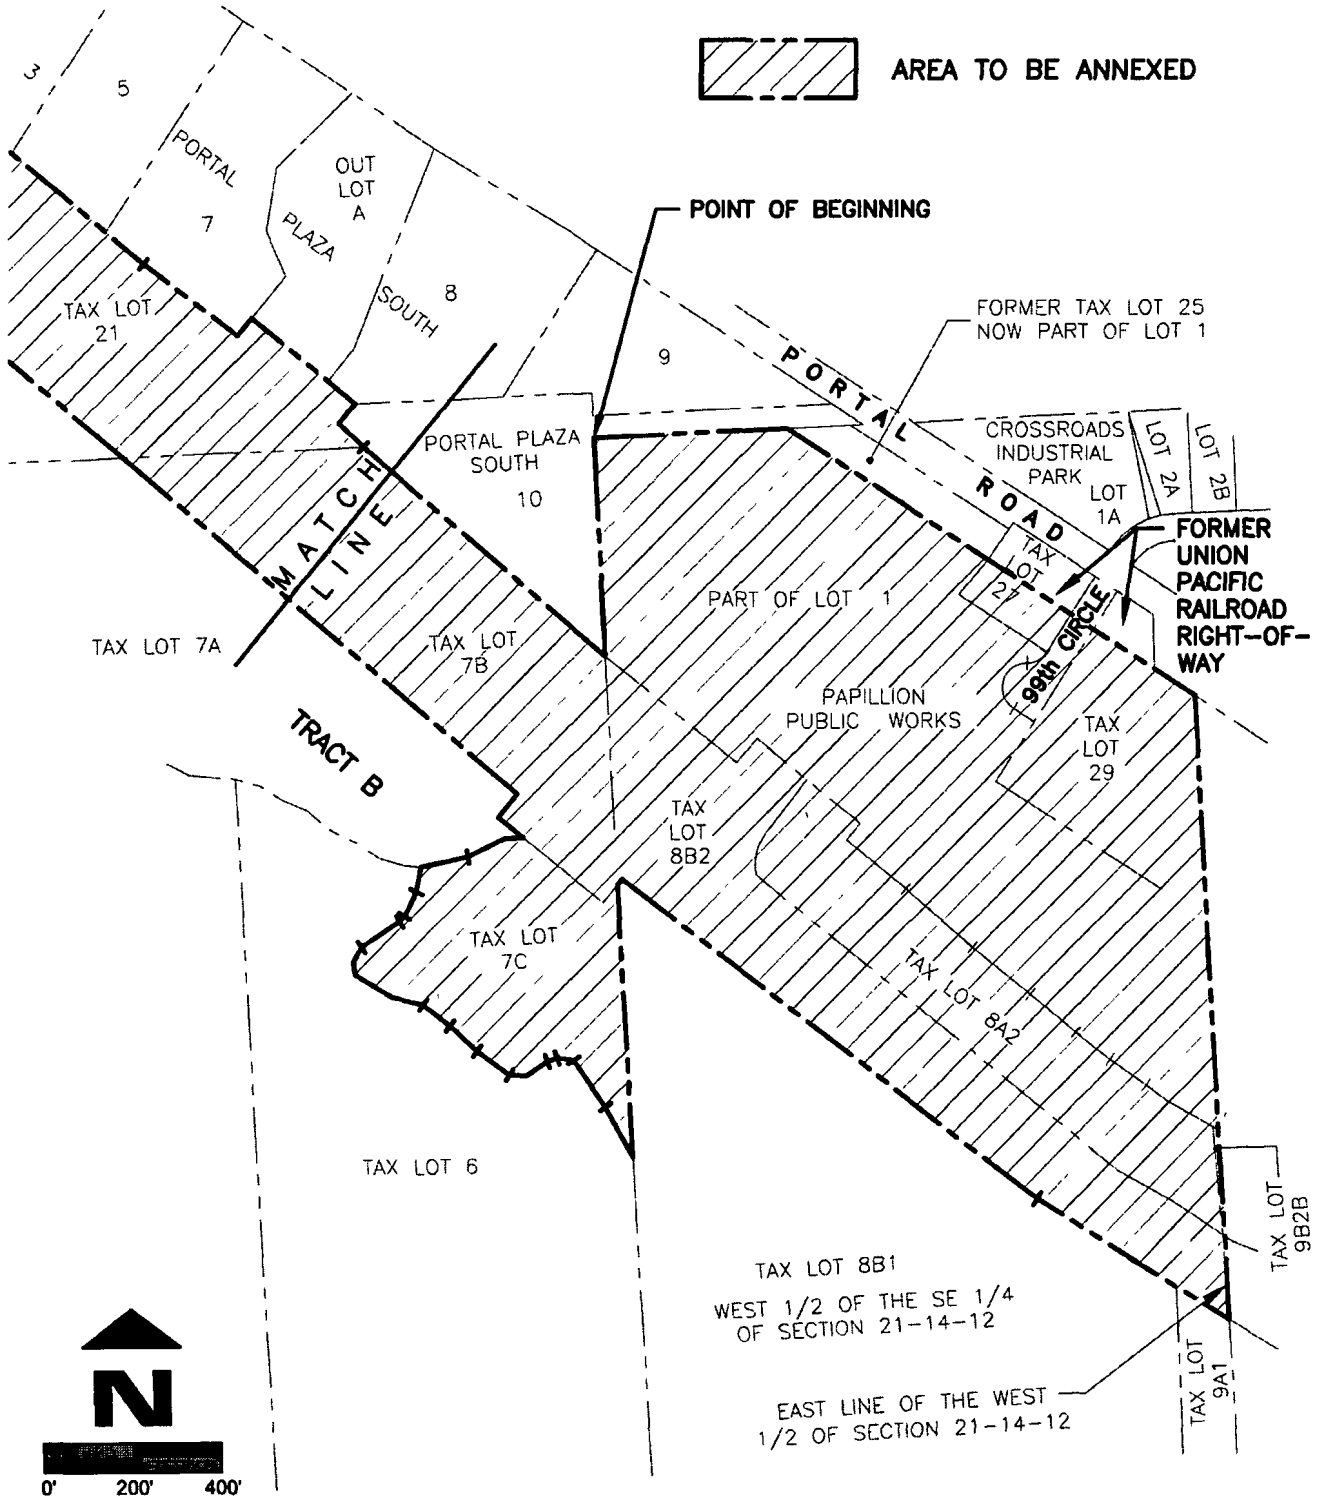 AREA TO BE ANNEXED
3
5
PORTAL
7
PLAZA
OUT
LOT
A
SOUTH
8
POINT OF BEGINNING
TAX LOT
21
9
FORMER TAX LOT 25
NOW PART OF LOT 1
PORTAL
ROAD
PORTAL PLAZA
SOUTH
10
CROSSROADS
INDUSTRIAL
PARK
LOT
1A
LOT 2A
LOT 2B
MATCH
LINE
FORMER
UNION
PACIFIC
RAILROAD
RIGHT-OF-
WAY
TAX
LOT
27
PART OF LOT 1
99th CIRCLE
TAX LOT 7A
TAX LOT
7B
PAPILLION
PUBLIC WORKS
TAX
LOT
29
TRACT B
TAX
LOT
8B2
TAX LOT
7C
TAX LOT 8A2
TAX LOT 6
TAX LOT
9B2B
TAX LOT 8B1
WEST 1/2 OF THE SE 1/4
OF SECTION 21-14-12
EAST LINE OF THE WEST
1/2 OF SECTION 21-14-12
TAX LOT
9A1
N
0' 200' 400'